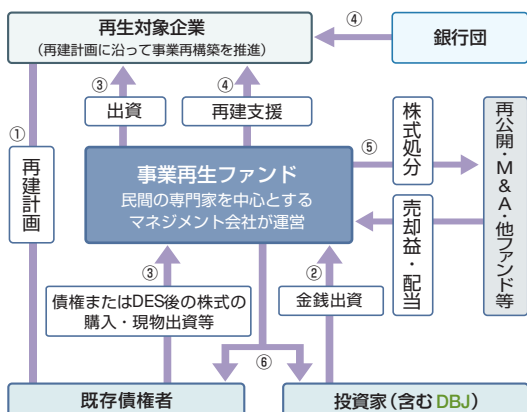 再生対象企業
(再建計画に沿って事業再構築を推進)
④
銀行団
①
③
④
出資
再建支援
再建計画
事業再生ファンド
民間の専門家を中心とする
マネジメント会社が運営
⑤
株式処分
売却益・配当
再公開・M&A・他ファンド等
③
②
債権またはDES後の株式の
購入・現物出資等
金銭出資
⑥
既存債権者
投資家(含むDBJ)